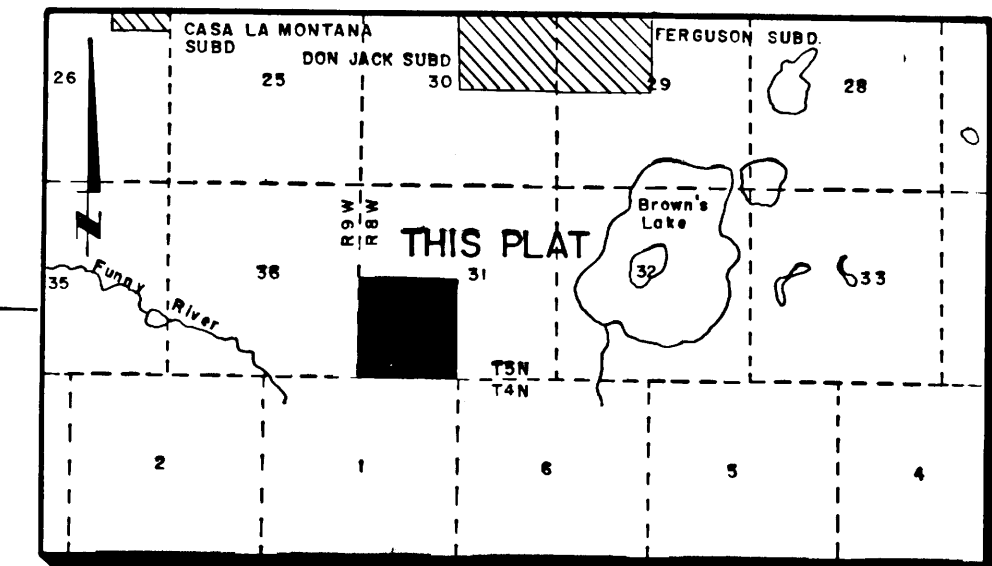 CASA LA MONTANA
SUBD
DON JACK SUBD
FERGUSON SUBD.
26
25
30
29
28
R9W
R8W
THIS PLAT
Brown's
Lake
35
36
31
32
33
Funny River
T5N
T4N
2
1
6
5
4
N